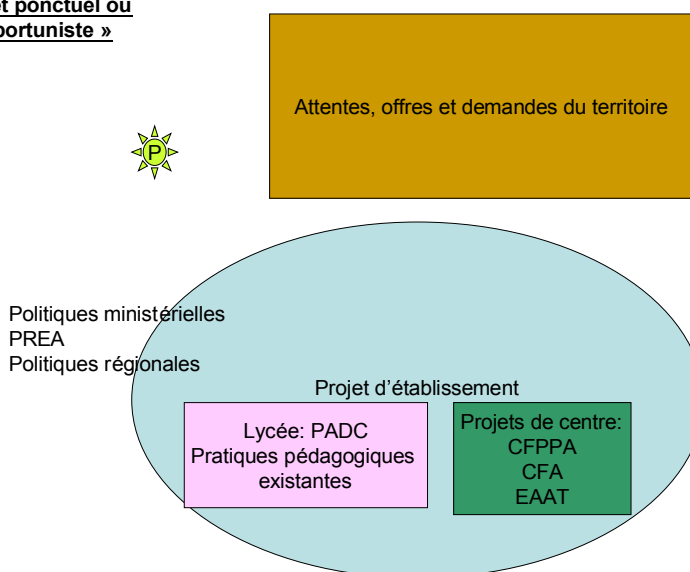 et ponctuel ou
portuniste »
Attentes, offres et demandes du territoire
P
Politiques ministérielles
PREA
Politiques régionales
Projet d'établissement
Lycée: PADC
Pratiques pédagogiques
existantes
Projets de centre:
CFPPA
CFA
EAAT